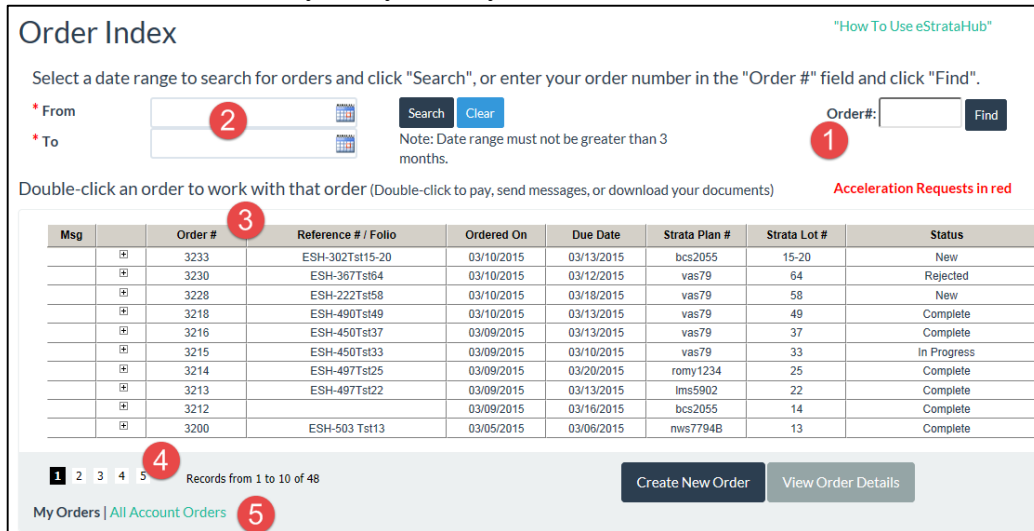 Order Index
"How To Use eStrataHub"
Select a date range to search for orders and click "Search", or enter your order number in the "Order #" field and click "Find".
* From 2 Search Clear Order#: Find
* To Note: Date range must not be greater than 3 months. 1
Double-click an order to work with that order (Double-click to pay, send messages, or download your documents) Acceleration Requests in red
3
Msg Order # Reference # / Folio Ordered On Due Date Strata Plan # Strata Lot # Status
3233 ESH-302Tst15-20 03/10/2015 03/13/2015 bcs2055 15-20 New
3230 ESH-367Tst64 03/10/2015 03/12/2015 vas79 64 Rejected
3228 ESH-222Tst58 03/10/2015 03/18/2015 vas79 58 New
3218 ESH-490Tst49 03/10/2015 03/13/2015 vas79 49 Complete
3216 ESH-450Tst37 03/09/2015 03/13/2015 vas79 37 Complete
3215 ESH-450Tst33 03/09/2015 03/10/2015 vas79 33 In Progress
3214 ESH-497Tst25 03/09/2015 03/20/2015 romy1234 25 Complete
3213 ESH-497Tst22 03/09/2015 03/13/2015 lms5902 22 Complete
3212 03/09/2015 03/16/2015 bcs2055 14 Complete
3200 ESH-503 Tst13 03/05/2015 03/06/2015 nws7794B 13 Complete
1 2 3 4 5 4 Records from 1 to 10 of 48 Create New Order View Order Details
My Orders | All Account Orders 5